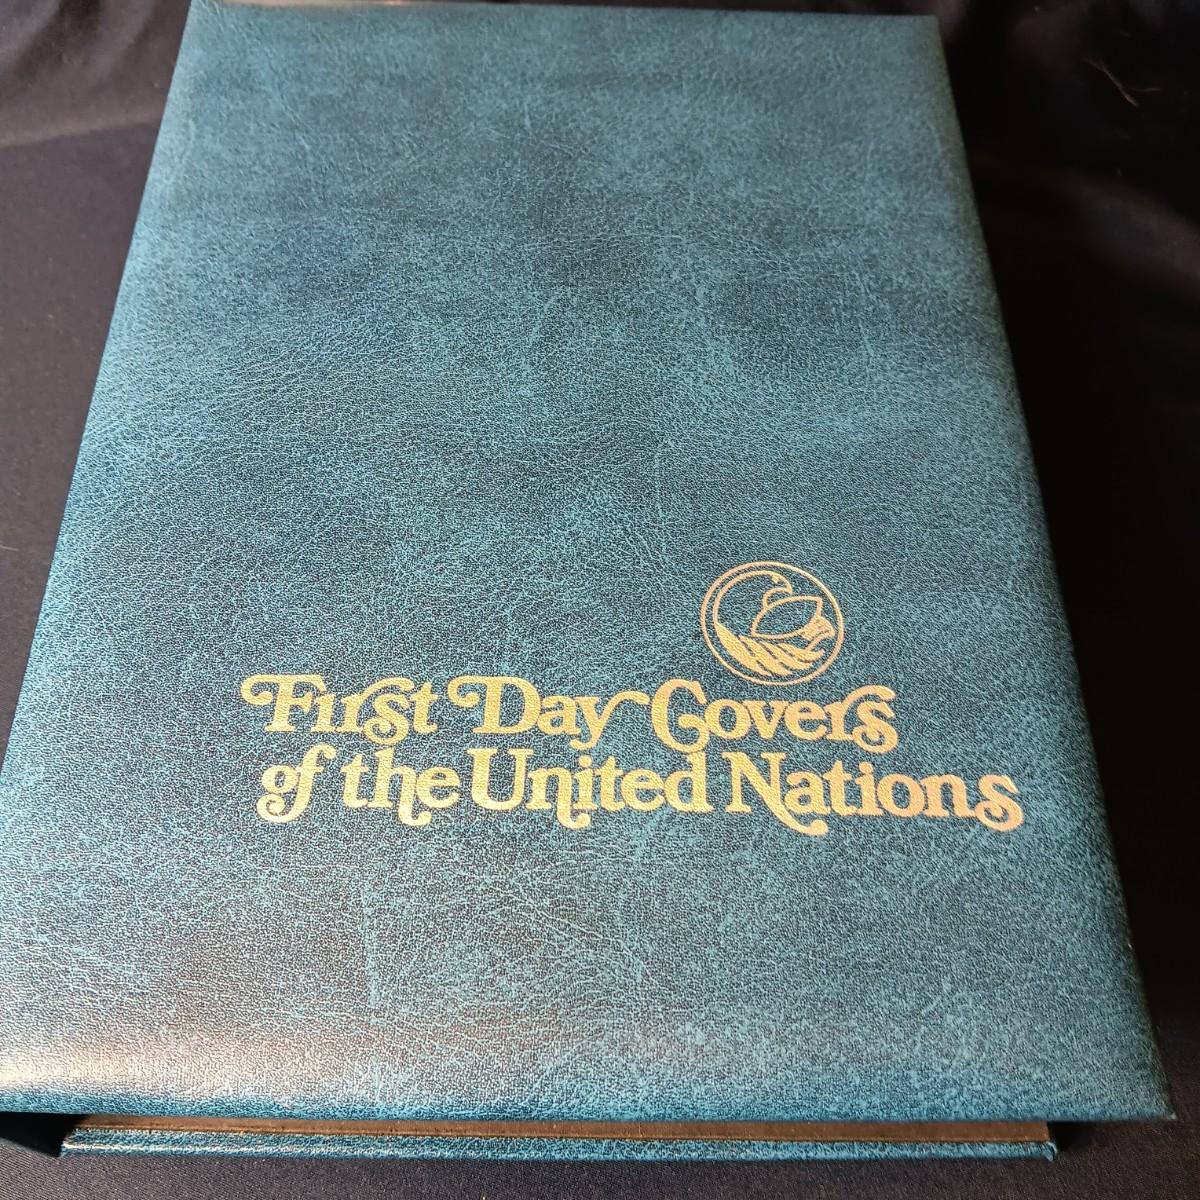 First Day Covers
of the United Nations